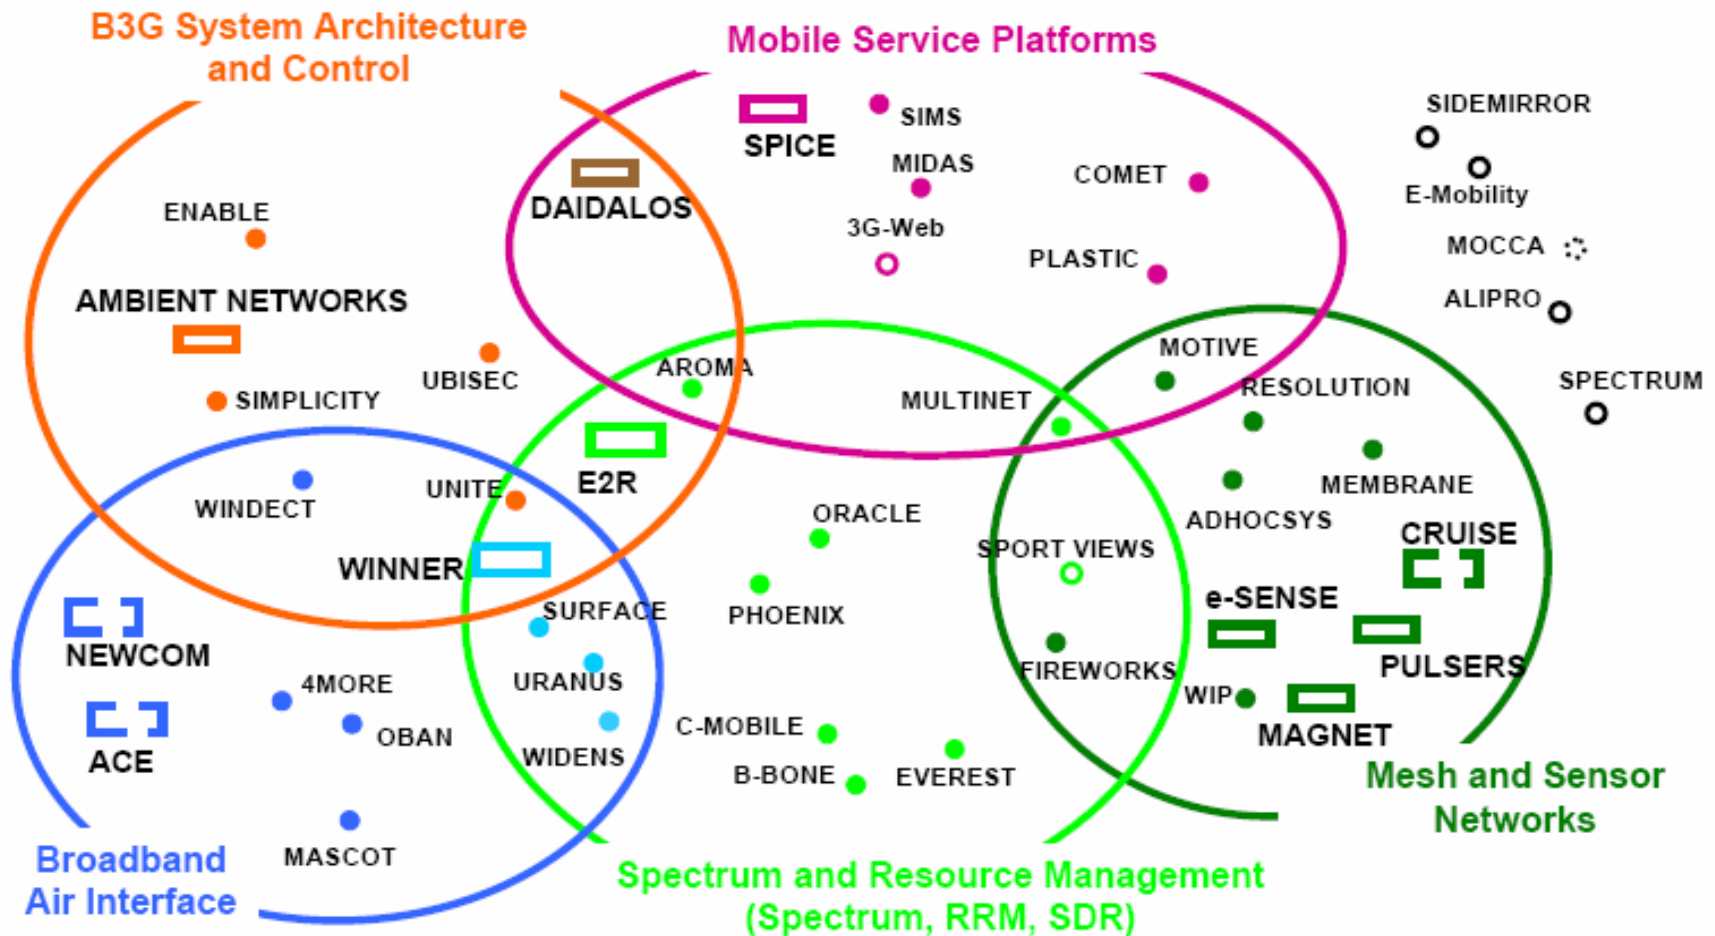 B3G System Architecture
and Control
Mobile Service Platforms
SPICE
SIMS
MIDAS
3G-Web
COMET
PLASTIC
SIDEMIRROR
E-Mobility
MOCCA
ALIPRO
SPECTRUM
DAIDALOS
ENABLE
AMBIENT NETWORKS
SIMPLICITY
UBISEC
AROMA
MULTINET
MOTIVE
RESOLUTION
E2R
UNITE
WINDECT
WINNER
ORACLE
PHOENIX
SPORT VIEWS
FIREWORKS
ADHOCSYS
MEMBRANE
CRUISE
e-SENSE
PULSERS
WIP
MAGNET
NEWCOM
ACE
4MORE
OBAN
MASCOT
SURFACE
URANUS
WIDENS
C-MOBILE
B-BONE
EVEREST
Mesh and Sensor
Networks
Broadband
Air Interface
Spectrum and Resource Management
(Spectrum, RRM, SDR)